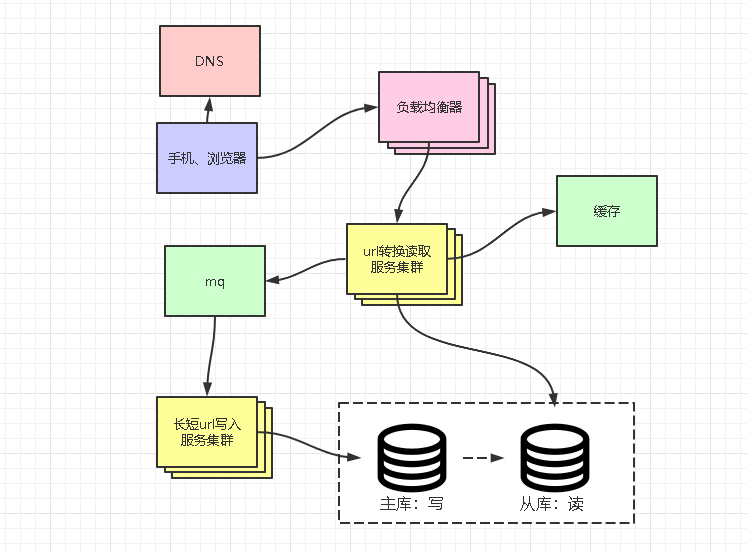 DNS
负载均衡器
手机、浏览器
缓存
url转换读取
服务集群
mq
长短url写入
服务集群
主库：写
从库：读